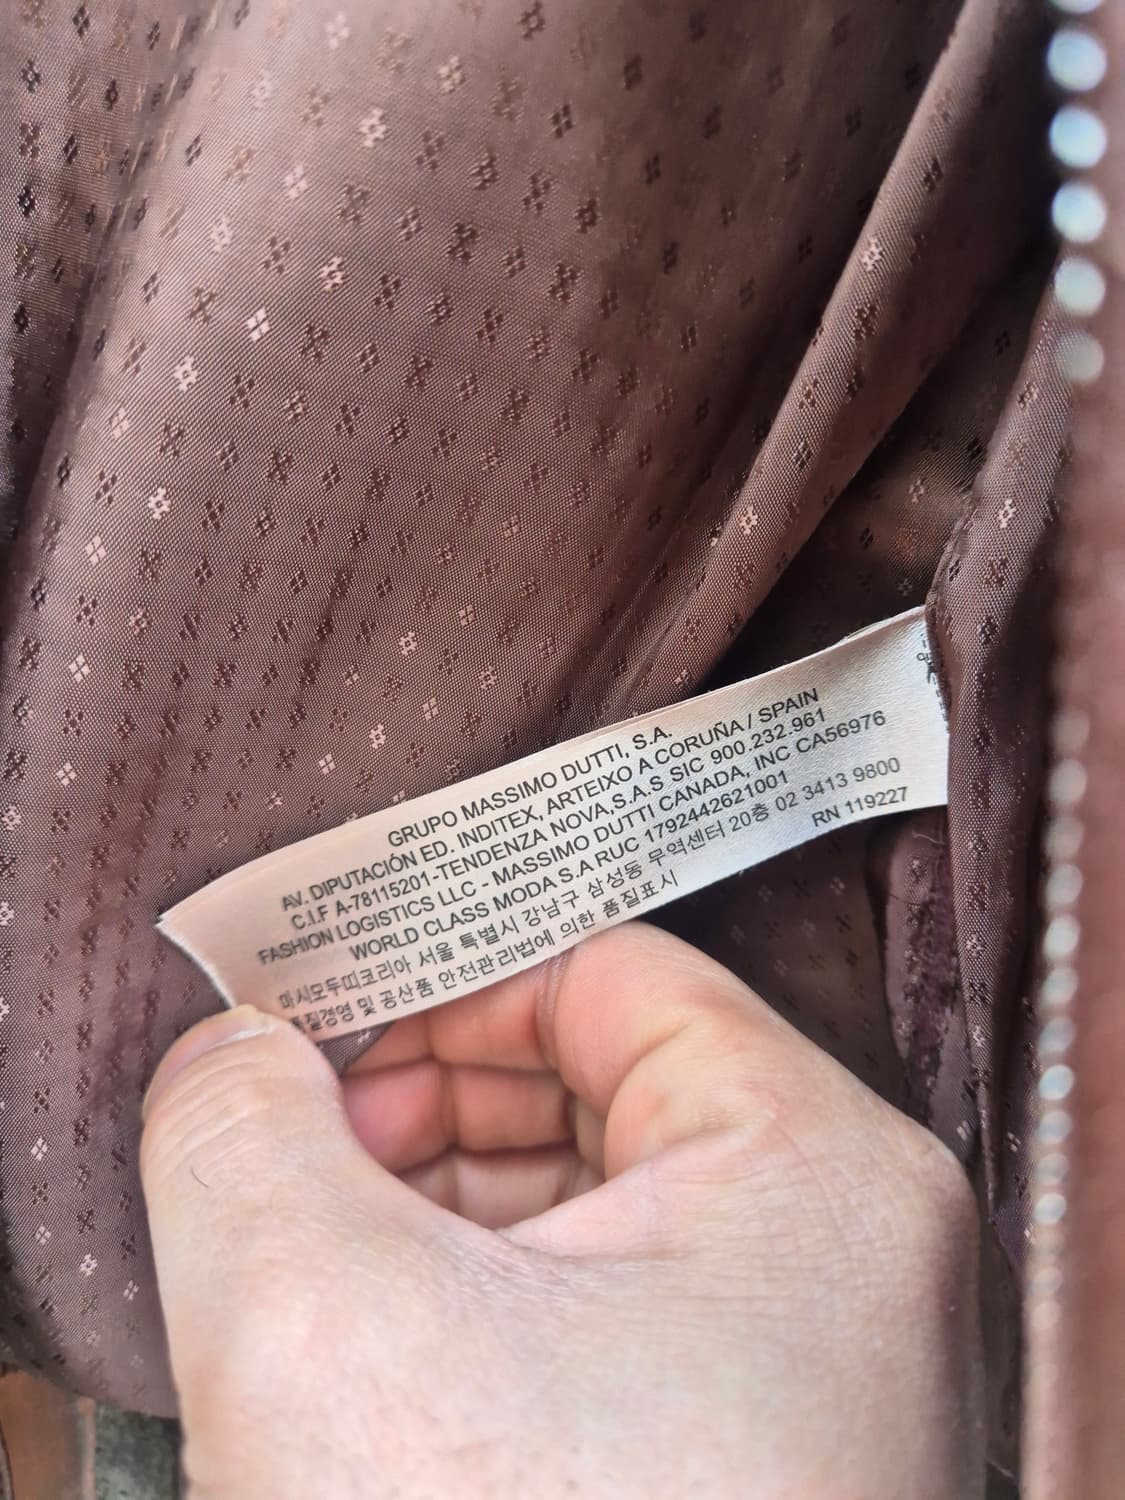 GRUPO MASSIMO DUTTI, S.A.
AV. DIPUTACIÓN ED. INDITEX, ARTEIXO A CORUÑA / SPAIN
C.I.F A-78115201-TENDENZA NOVA,S.A.S SIC 900.232.961
FASHION LOGISTICS LLC - MASSIMO DUTTI CANADA, INC CA56976
WORLD CLASS MODA S.A RUC 1792442621001
마시모두띠코리아 서울 특별시 강남구 삼성동 무역센터 20층 02 3413 9800
품질경영 및 공산품 안전관리법에 의한 품질표시
RN 119227